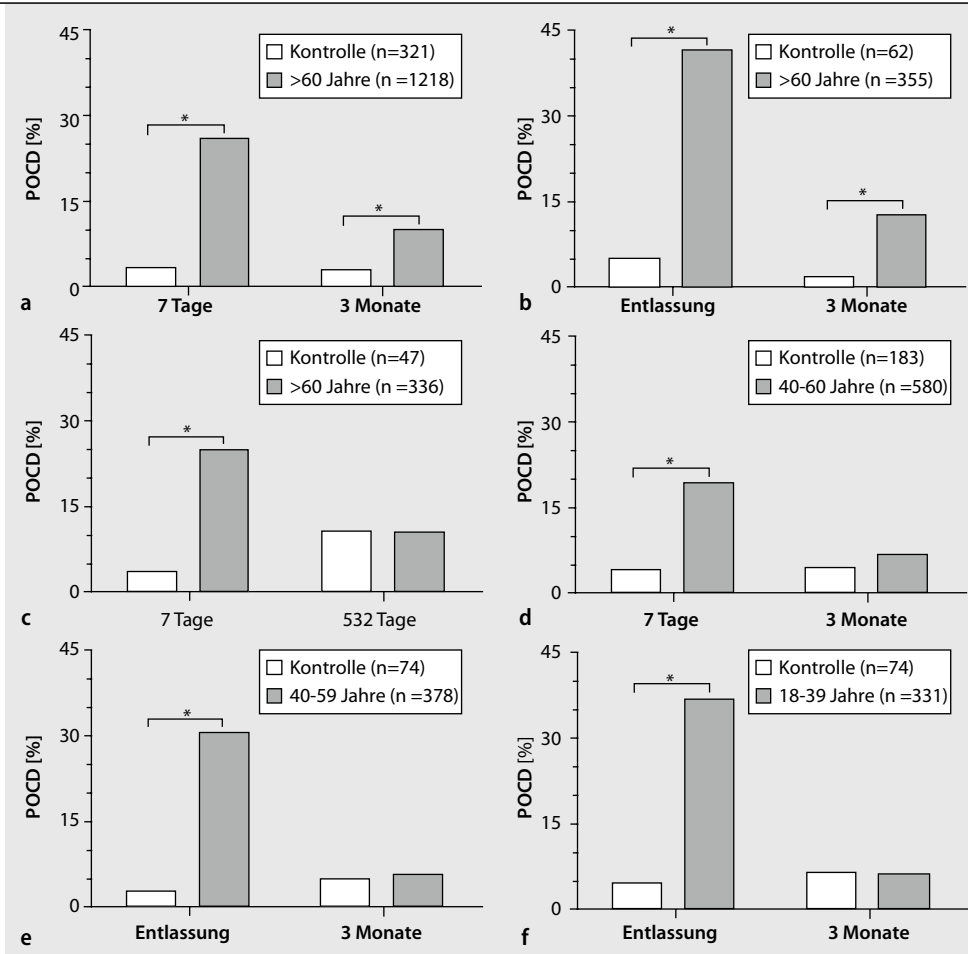 45
30
15
0
POCD [%]
Kontrolle (n=321)
>60 Jahre (n =1218)
*
*
7 Tage
3 Monate
a
45
30
15
0
POCD [%]
Kontrolle (n=62)
>60 Jahre (n =355)
*
*
Entlassung
3 Monate
b
45
30
15
0
POCD [%]
Kontrolle (n=47)
>60 Jahre (n =336)
*
7 Tage
532 Tage
c
45
30
15
0
POCD [%]
Kontrolle (n=183)
40-60 Jahre (n =580)
*
7 Tage
3 Monate
d
45
30
15
0
POCD [%]
Kontrolle (n=74)
40-59 Jahre (n =378)
*
Entlassung
3 Monate
e
45
30
15
0
POCD [%]
Kontrolle (n=74)
18-39 Jahre (n =331)
*
Entlassung
3 Monate
f